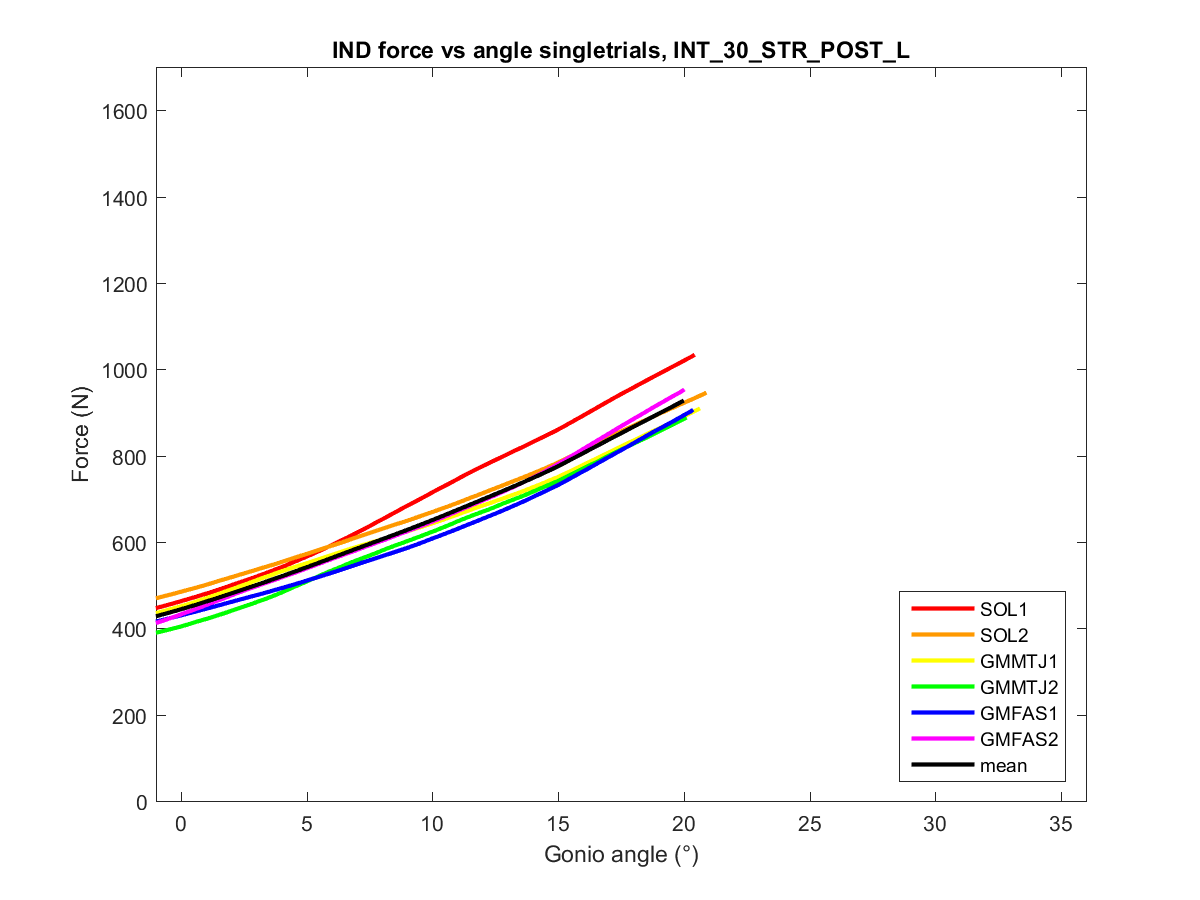 IND force vs angle singletrials, INT_30_STR_POST_L
1600
1400
1200
1000
800
600
400
200
0
Force (N)
SOL1
SOL2
GMMTJ1
GMMTJ2
GMFAS1
GMFAS2
mean
0 5 10 15 20 25 30 35
Gonio angle (°)